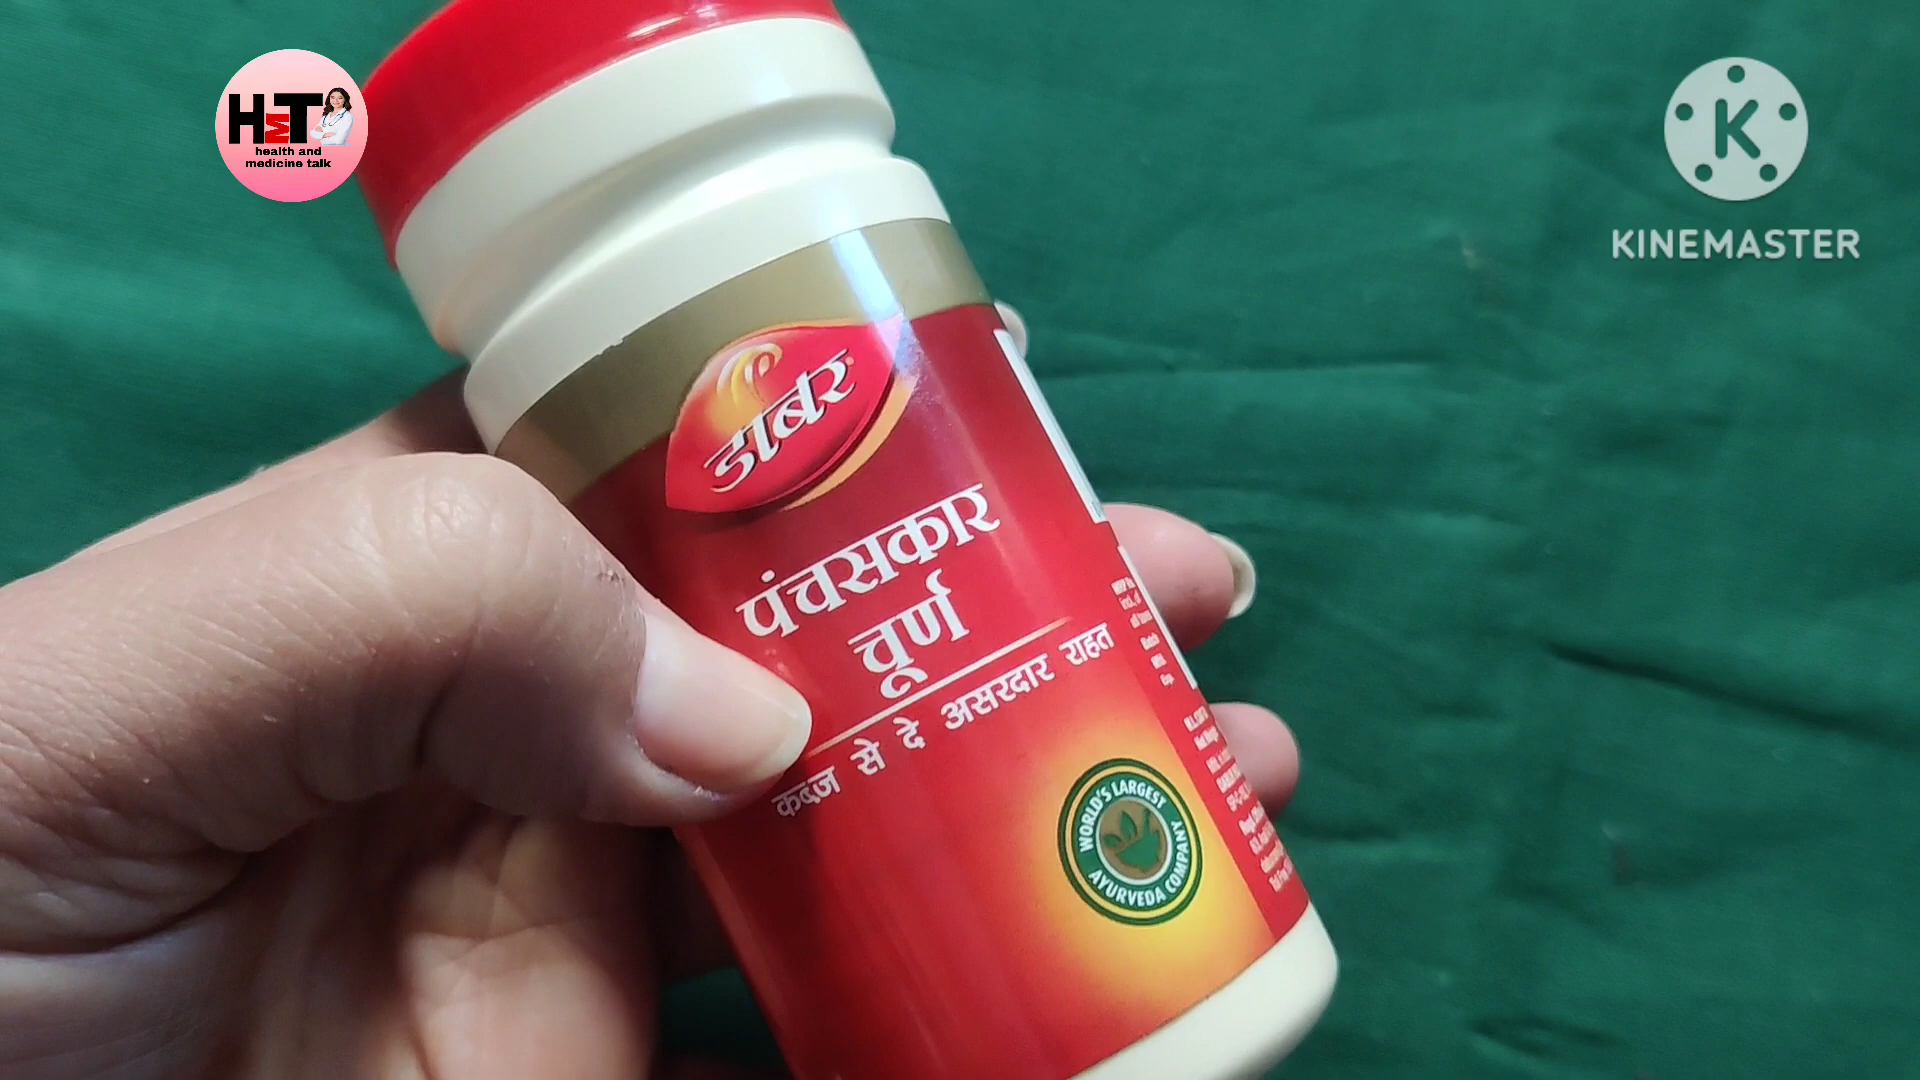 HMT
health and
medicine talk
K
KINEMASTER
डाबर
पंचसकार
चूर्ण
कब्ज से दे असरदार राहत
WORLD'S LARGEST
AYURVEDA COMPANY